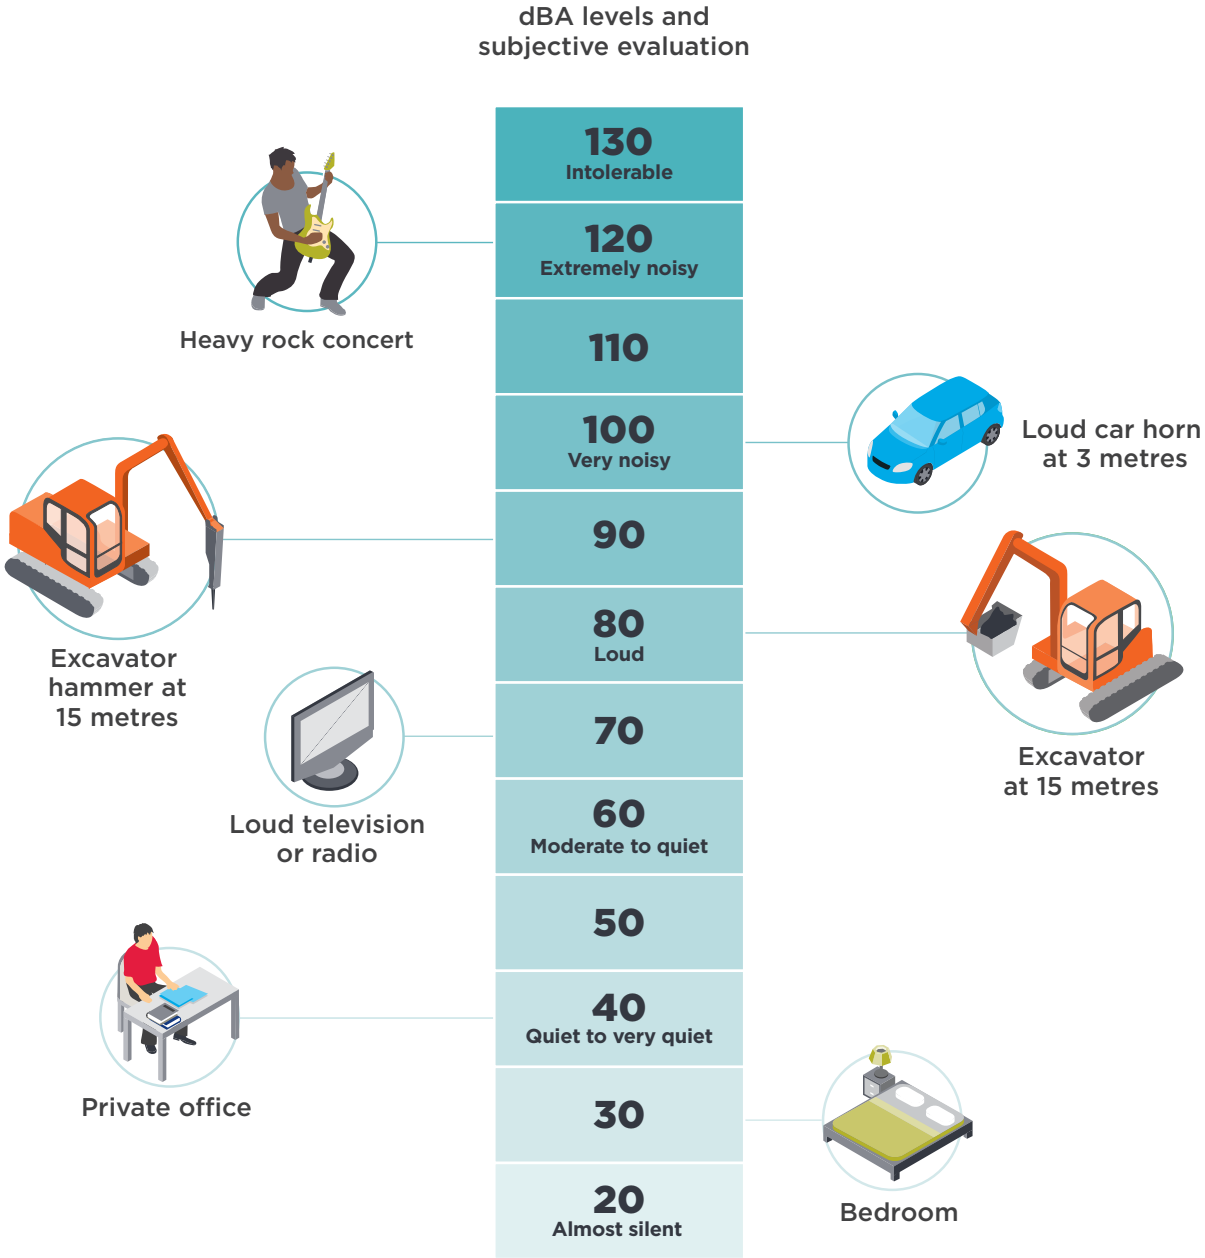 dBA levels and
subjective evaluation
130
Intolerable
120
Extremely noisy
Heavy rock concert
110
100
Very noisy
Loud car horn
at 3 metres
90
Excavator
hammer at
15 metres
80
Loud
Excavator
at 15 metres
70
Loud television
or radio
60
Moderate to quiet
50
40
Quiet to very quiet
Private office
30
Bedroom
20
Almost silent